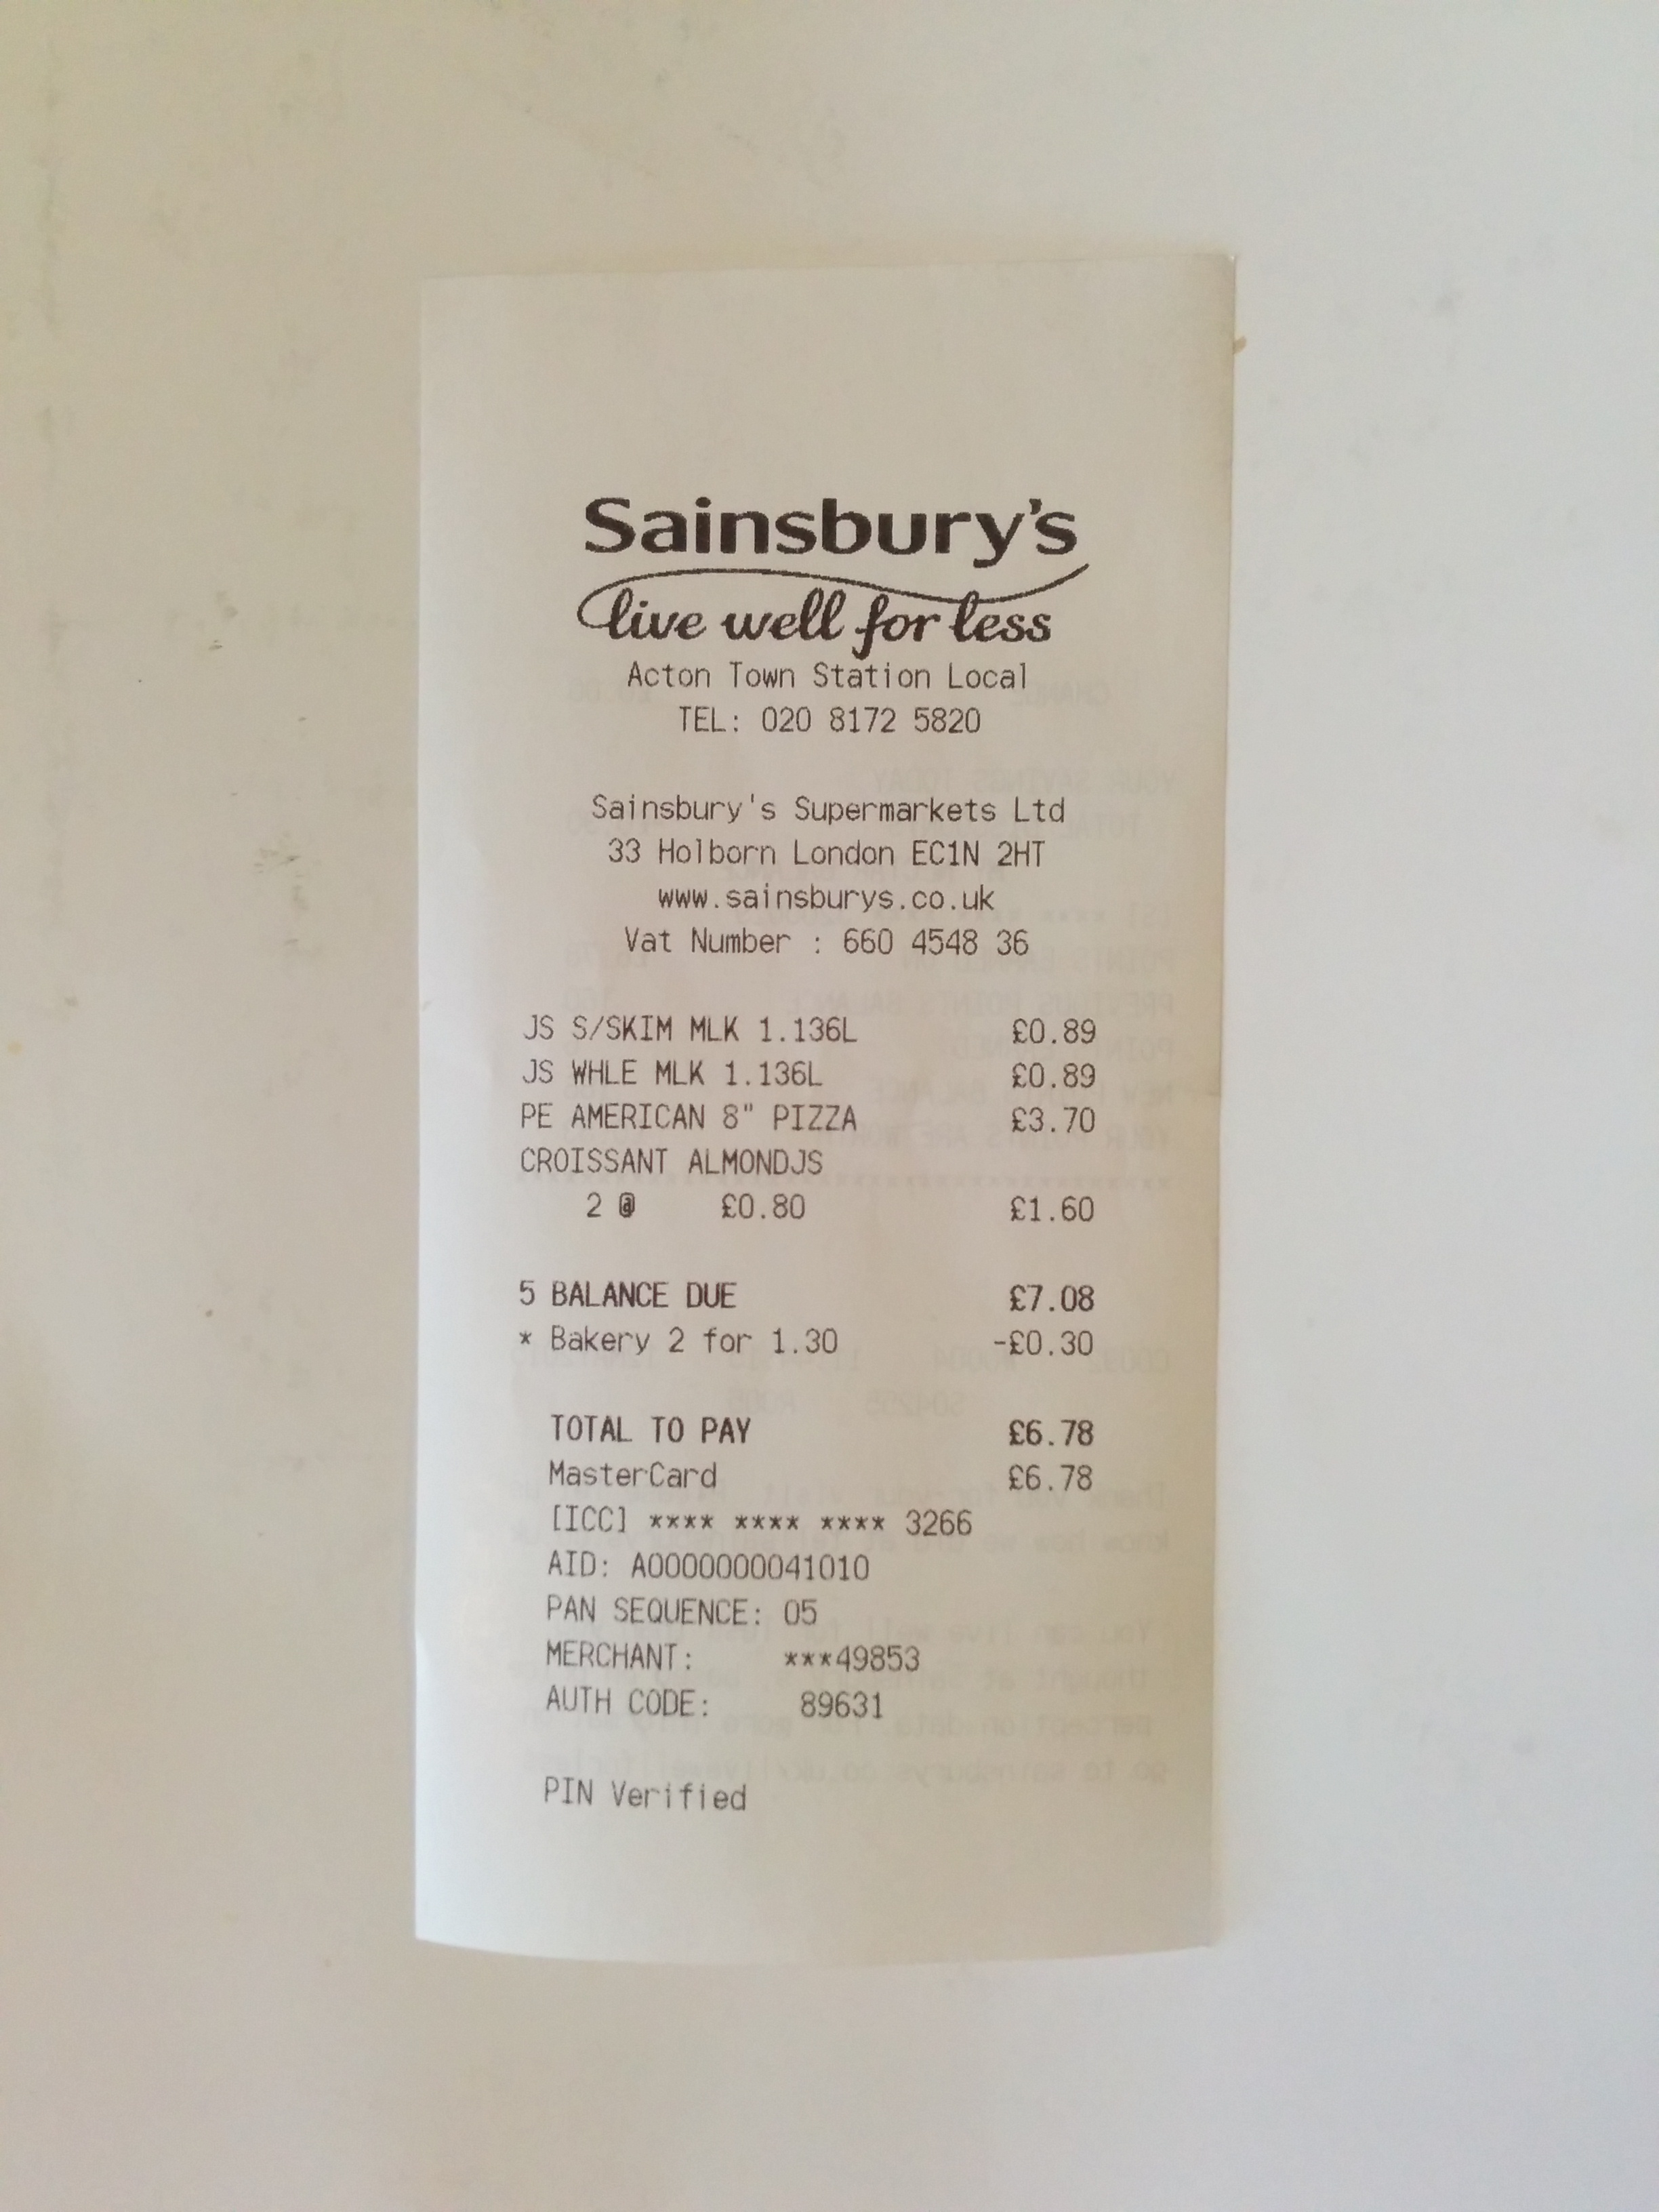 Sainsbury's
live well for less
Acton Town Station Local
TEL: 020 8172 5820
Sainsbury's Supermarkets Ltd
33 Holborn London EC1N 2HT
www.sainsburys.co.uk
Vat Number : 660 4548 36
JS S/SKIM MLK 1.136L £0.89
JS WHLE MLK 1.136L £0.89
PE AMERICAN 8" PIZZA £3.70
CROISSANT ALMONDJS
2 @ £0.80 £1.60
5 BALANCE DUE £7.08
* Bakery 2 for 1.30 -£0.30
TOTAL TO PAY £6.78
MasterCard £6.78
[ICC] **** **** **** 3266
AID: A0000000041010
PAN SEQUENCE: 05
MERCHANT: ***49853
AUTH CODE: 89631
PIN Verified